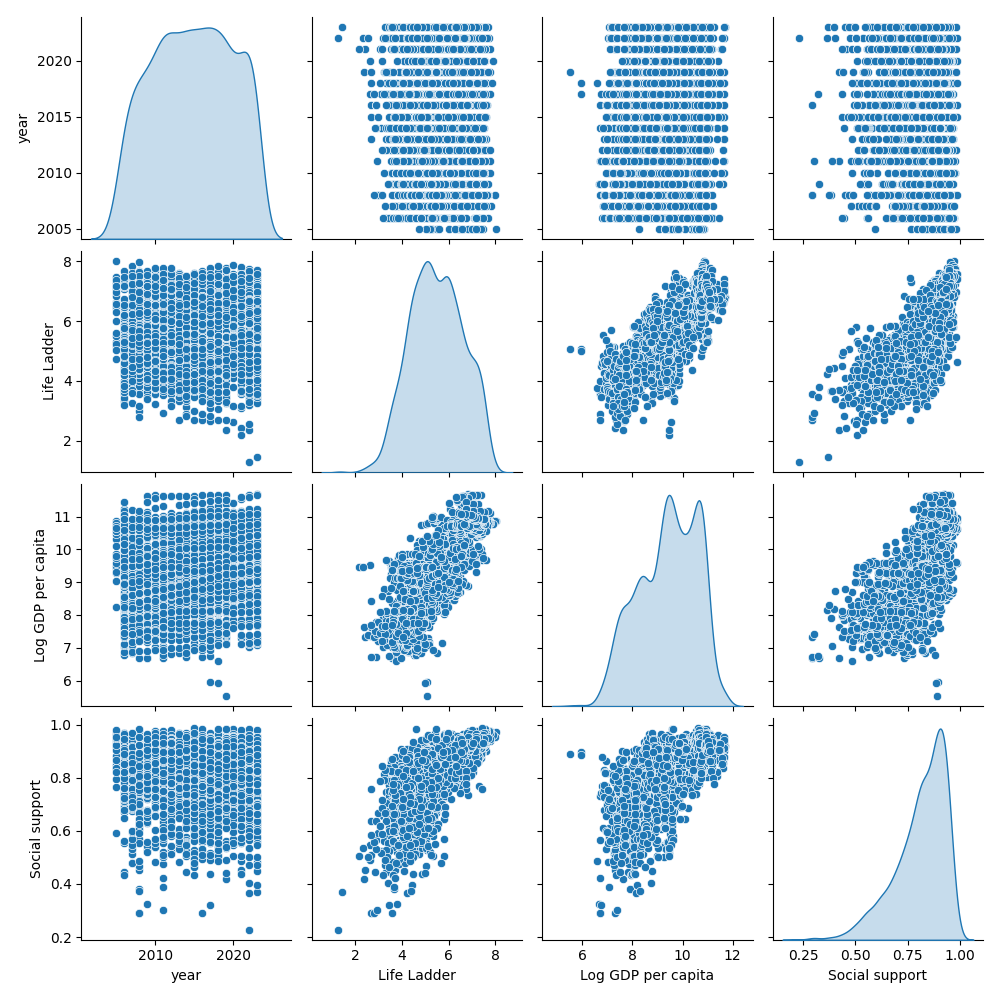 2020
2015
2010
2005
year
8
6
4
2
Life Ladder
11
10
9
8
7
6
Log GDP per capita
1.0
0.8
0.6
0.4
0.2
Social support
2010 2020
year
2 4 6 8
Life Ladder
6 8 10 12
Log GDP per capita
0.25 0.50 0.75 1.00
Social support